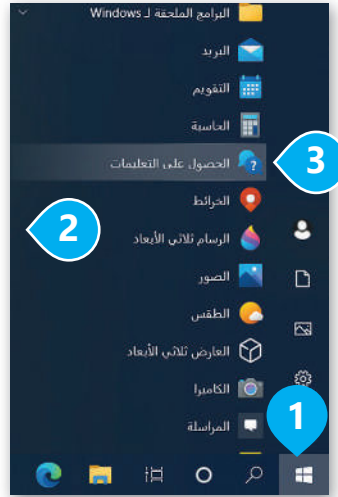 البرامج الملحقة لـ Windows
البريد
التقويم
الحاسبة
الحصول على التعليمات
3
الخرائط
2
الرسام ثلاثي الأبعاد
الصور
الطقس
العارض ثلاثي الأبعاد
الكاميرا
1
المراسلة